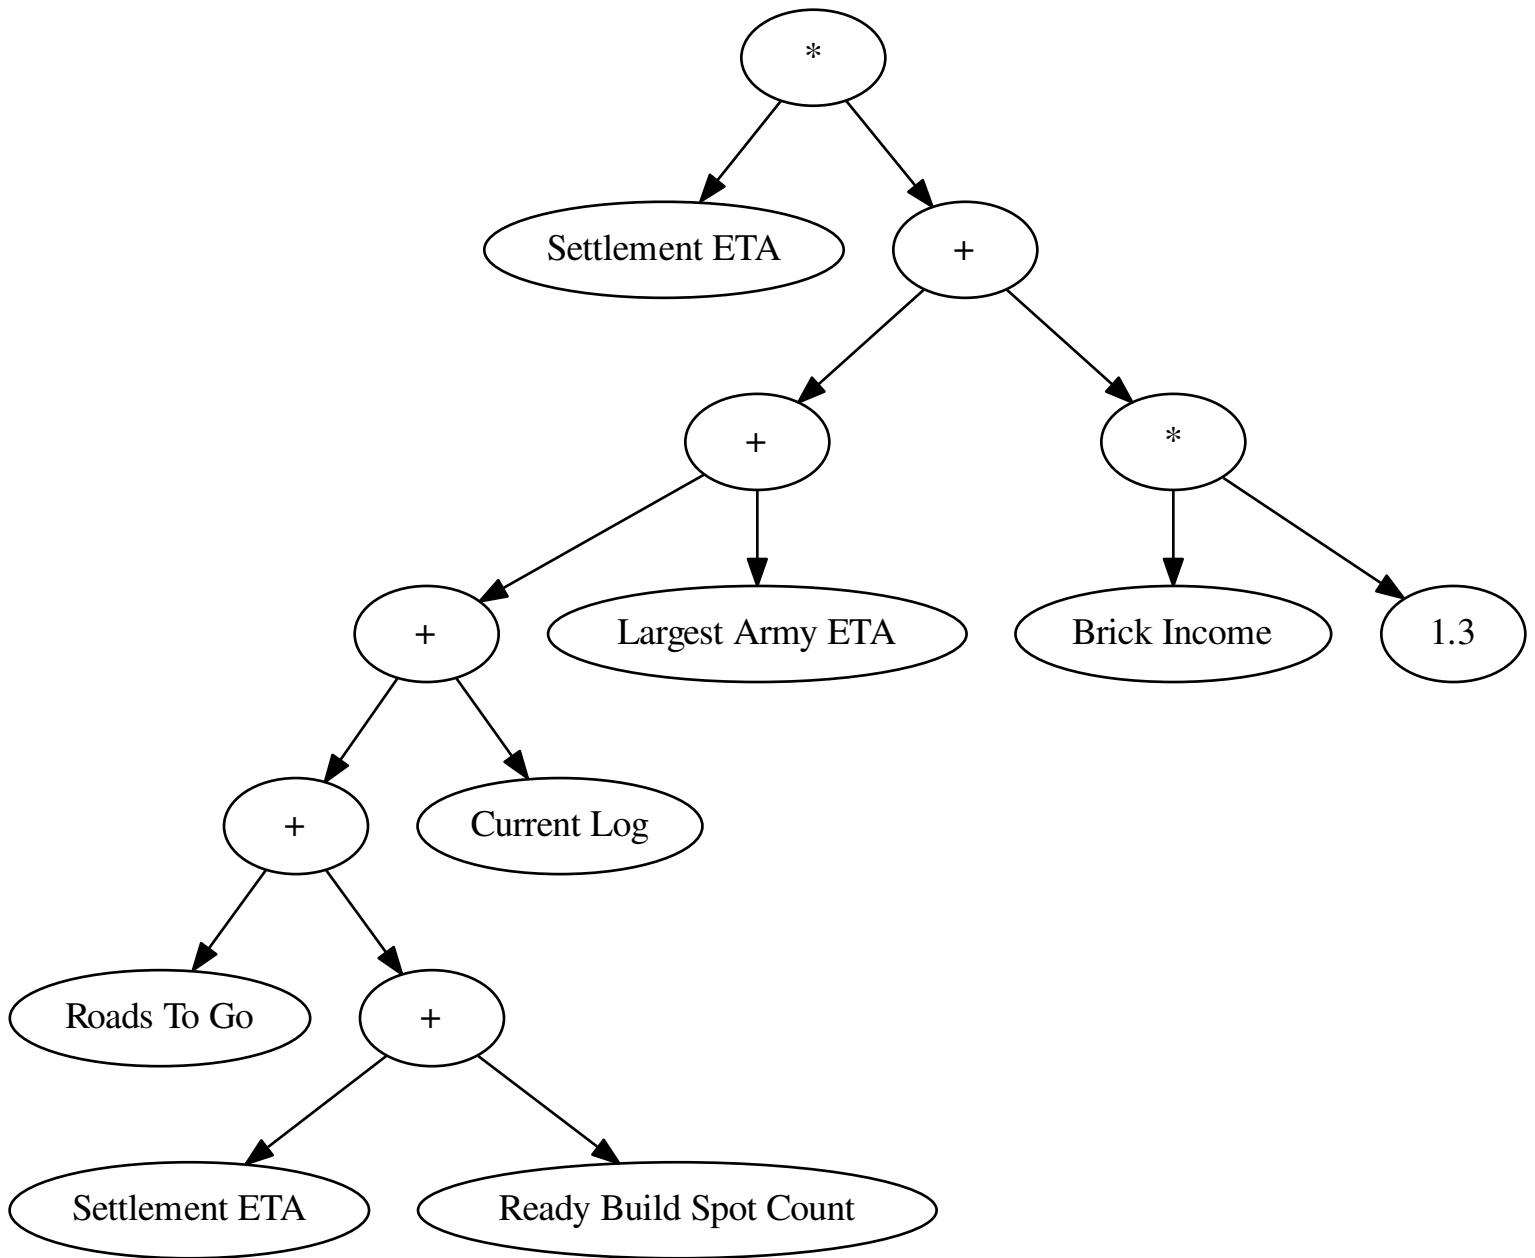 *
Settlement ETA
+
+
*
+
Largest Army ETA
Brick Income
1.3
+
Current Log
Roads To Go
+
Settlement ETA
Ready Build Spot Count